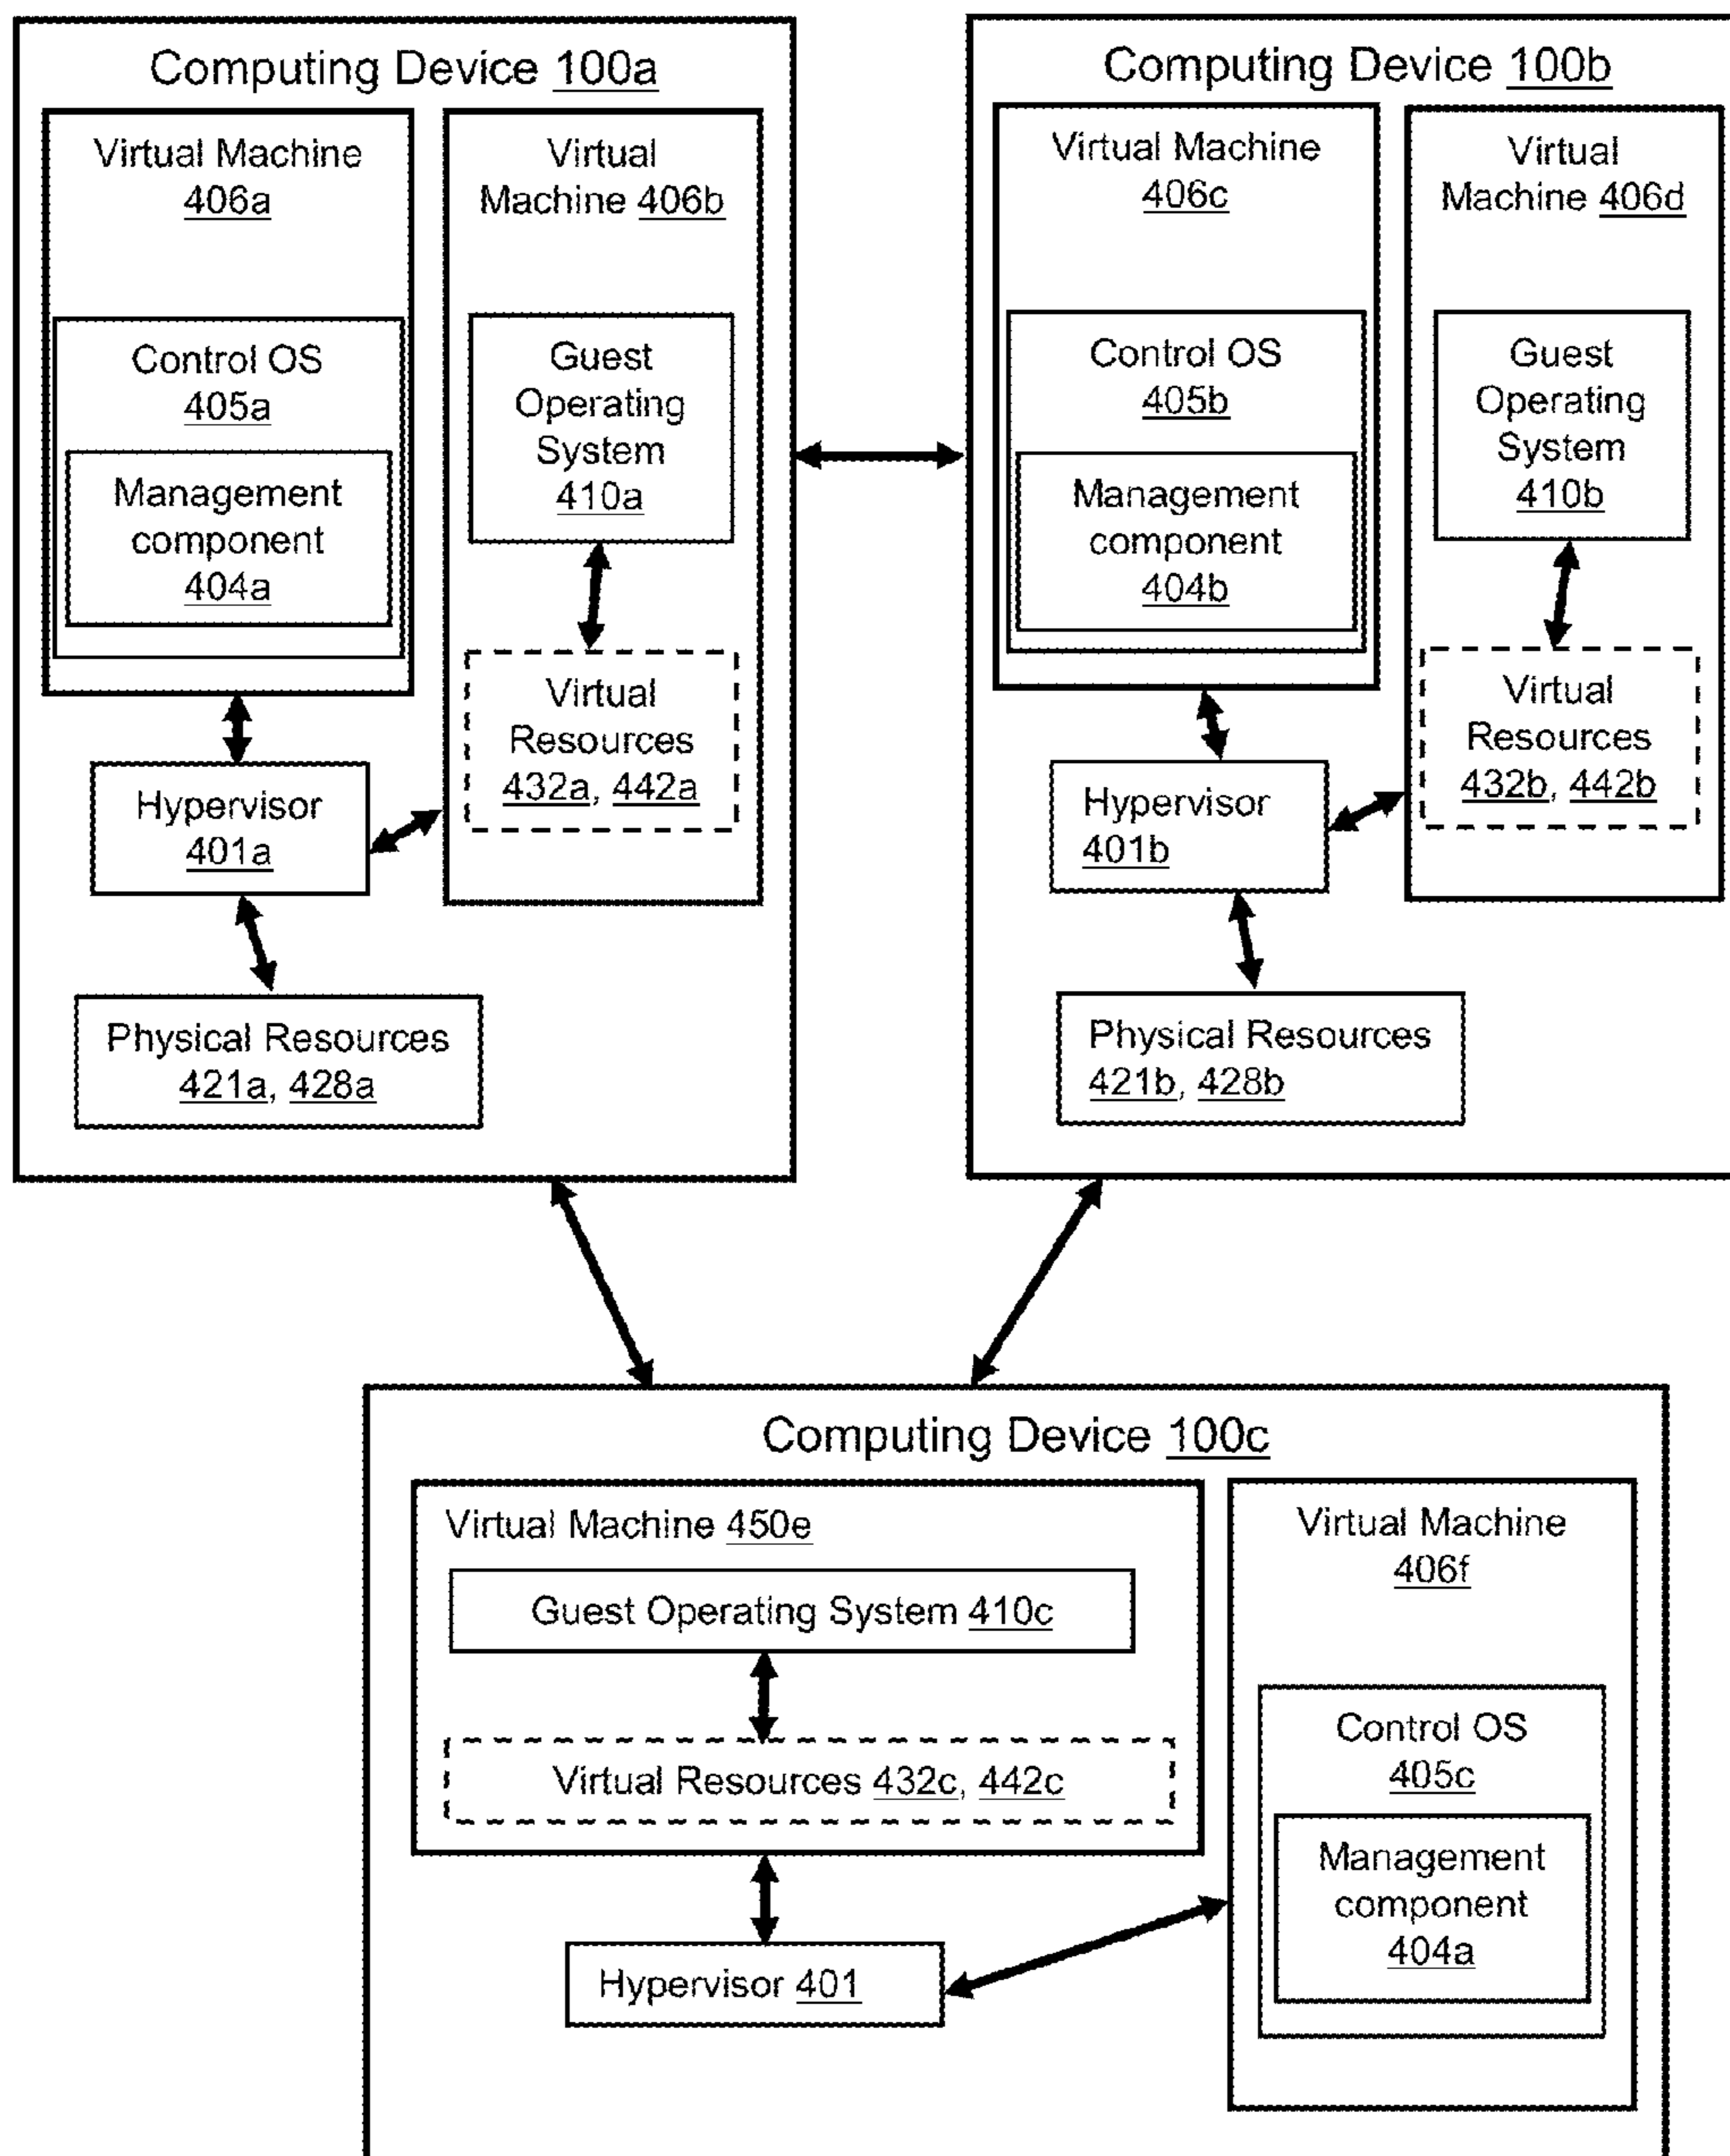 Computing Device 100a
Virtual Machine
406a
Control OS
405a
Management
component
404a
Virtual
Machine 406b
Guest
Operating
System
410a
Virtual
Resources
432a, 442a
Hypervisor
401a
Physical Resources
421a, 428a
Computing Device 100b
Virtual Machine
406c
Control OS
405b
Management
component
404b
Virtual
Machine 406d
Guest
Operating
System
410b
Virtual
Resources
432b, 442b
Hypervisor
401b
Physical Resources
421b, 428b
Computing Device 100c
Virtual Machine 450e
Guest Operating System 410c
Virtual Resources 432c, 442c
Hypervisor 401
Virtual Machine
406f
Control OS
405c
Management
component
404a